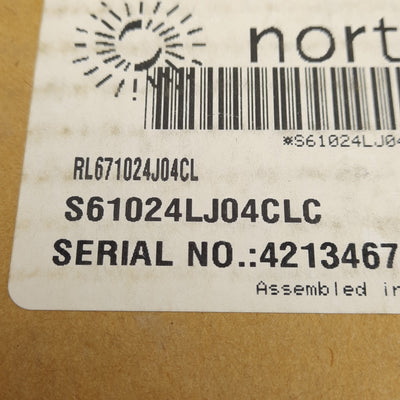 nort
*S61024LJ04
RL671024J04CL
S61024LJ04CLC
SERIAL NO.:4213467
Assembled in